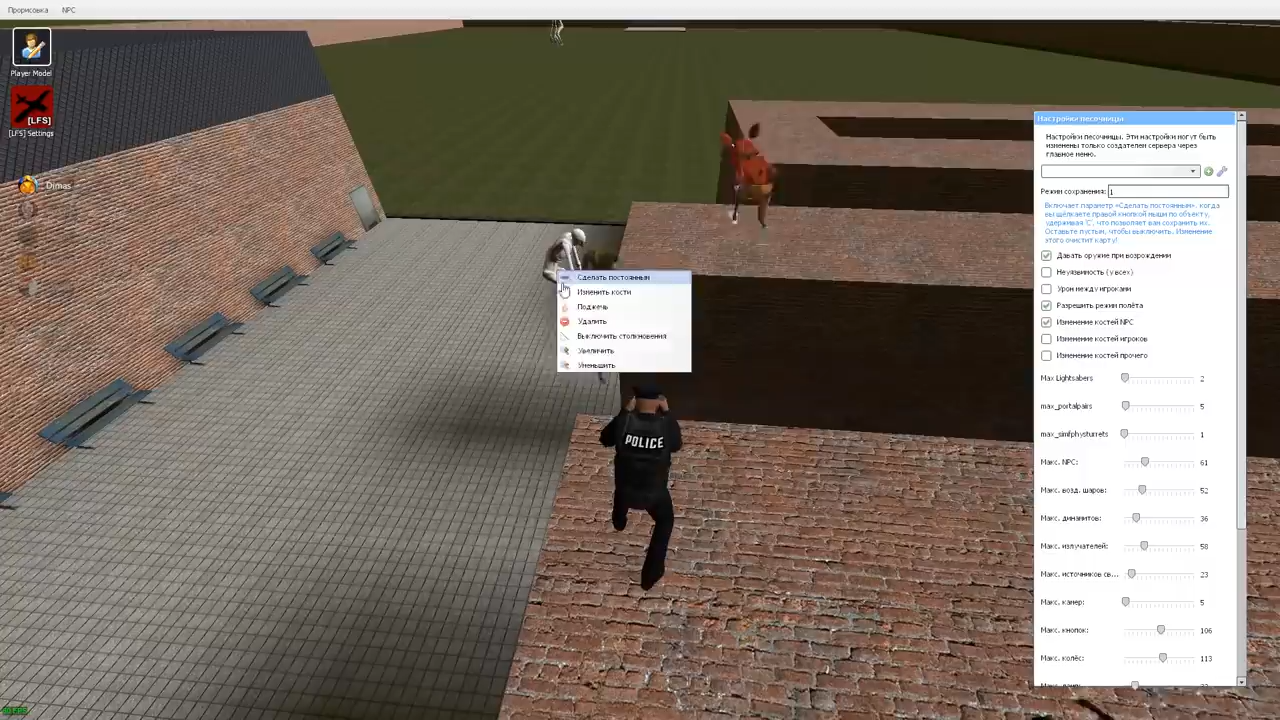 Прорисовка NPC
Player Model
[LFS]
[LFS] Settings
Dimas
Сделать постоянным
Изменить кости
Поджечь
Удалить
Выключить столкновения
Увеличить
Уменьшить
POLICE
Настройки песочницы
Настройки песочницы. Эти настройки могут быть
изменены только создателем сервера через
главное меню.
Режим сохранения: 1
Включает параметр «Сделать постоянным», когда
вы щёлкаете правой кнопкой мыши по объекту,
удерживая 'C', что позволяет вам сохранить их.
Оставьте пустым, чтобы выключить. Изменение
этого очистит карту!
Давать оружие при возрождении
Неуязвимость (у всех)
Урон между игроками
Разрешить режим полёта
Изменение костей NPC
Изменение костей игроков
Изменение костей прочего
Max Lightsabers 2
max_portalpairs 5
max_simfphysturrets 1
Макс. NPC: 61
Макс. возд. шаров: 52
Макс. динамитов: 36
Макс. излучателей: 58
Макс. источников св... 23
Макс. камер: 5
Макс. кнопок: 106
Макс. колёс: 113